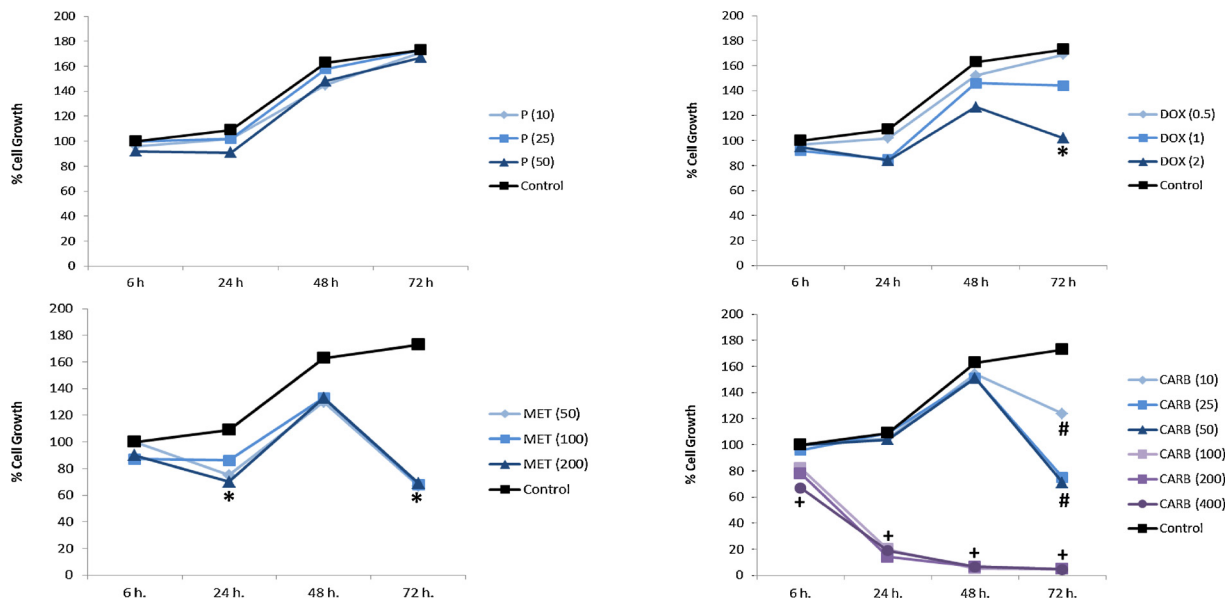 200
180
160
140
120
100
80
60
40
20
0
% Cell Growth
6 h
24 h
48 h
72 h
P (10)
P (25)
P (50)
Control
200
180
160
140
120
100
80
60
40
20
0
% Cell Growth
6 h
24 h
48 h
72 h
*
DOX (0.5)
DOX (1)
DOX (2)
Control
200
180
160
140
120
100
80
60
40
20
0
% Cell Growth
*
*
6 h.
24 h.
48 h.
72 h.
MET (50)
MET (100)
MET (200)
Control
200
180
160
140
120
100
80
60
40
20
0
% Cell Growth
#
#
+
+
+
+
6 h.
24 h.
48 h.
72 h.
CARB (10)
CARB (25)
CARB (50)
CARB (100)
CARB (200)
CARB (400)
Control